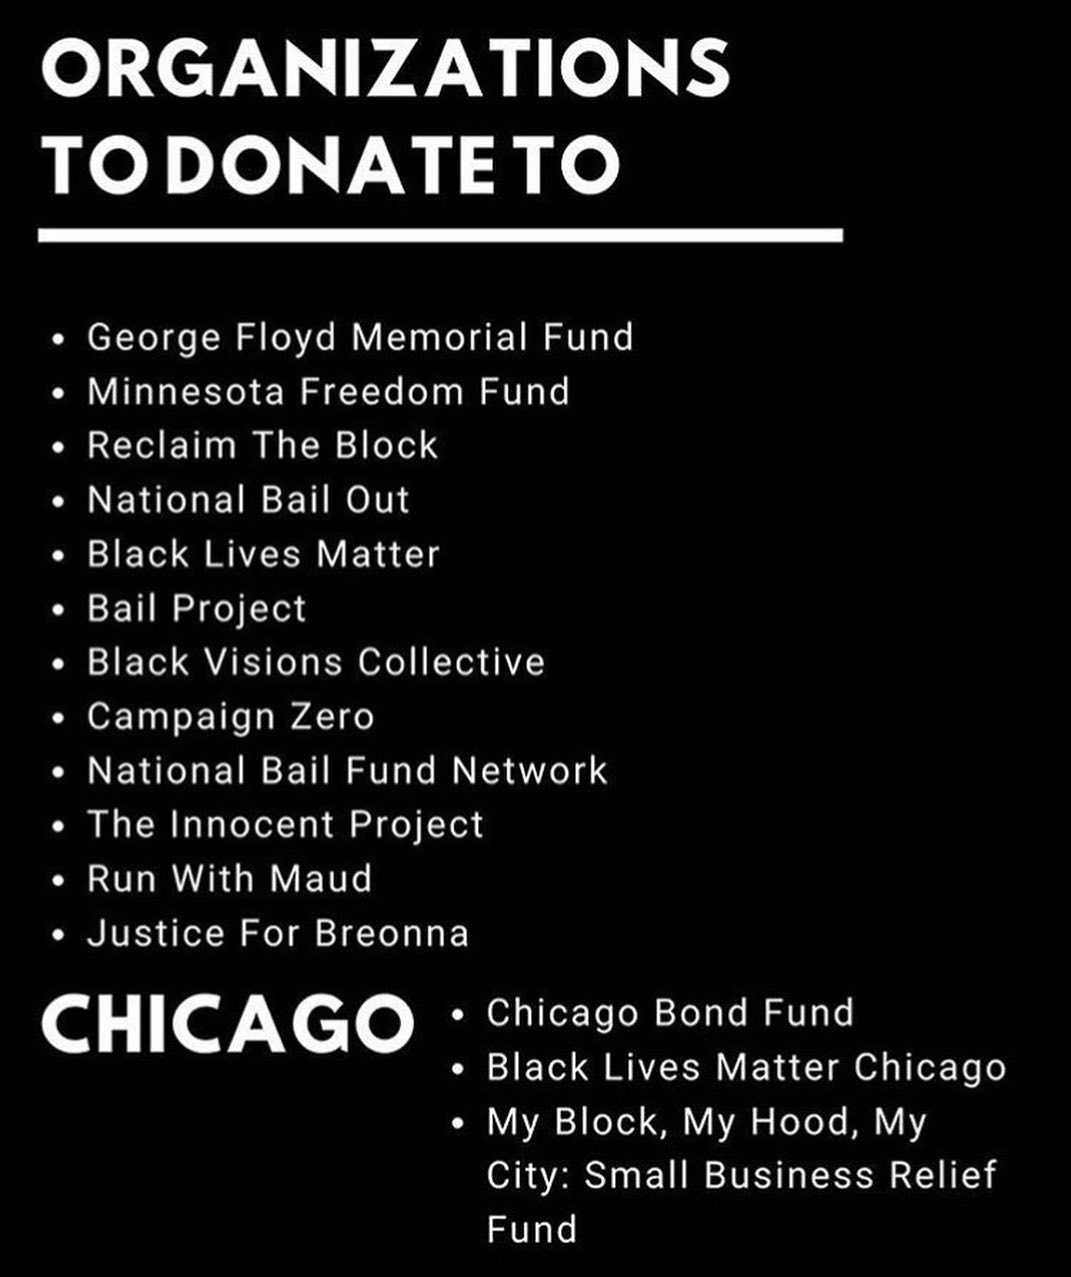 ORGANIZATIONS
TO DONATE TO
• George Floyd Memorial Fund
• Minnesota Freedom Fund
• Reclaim The Block
• National Bail Out
• Black Lives Matter
• Bail Project
• Black Visions Collective
• Campaign Zero
• National Bail Fund Network
• The Innocent Project
• Run With Maud
• Justice For Breonna
CHICAGO
• Chicago Bond Fund
• Black Lives Matter Chicago
• My Block, My Hood, My
City: Small Business Relief
Fund